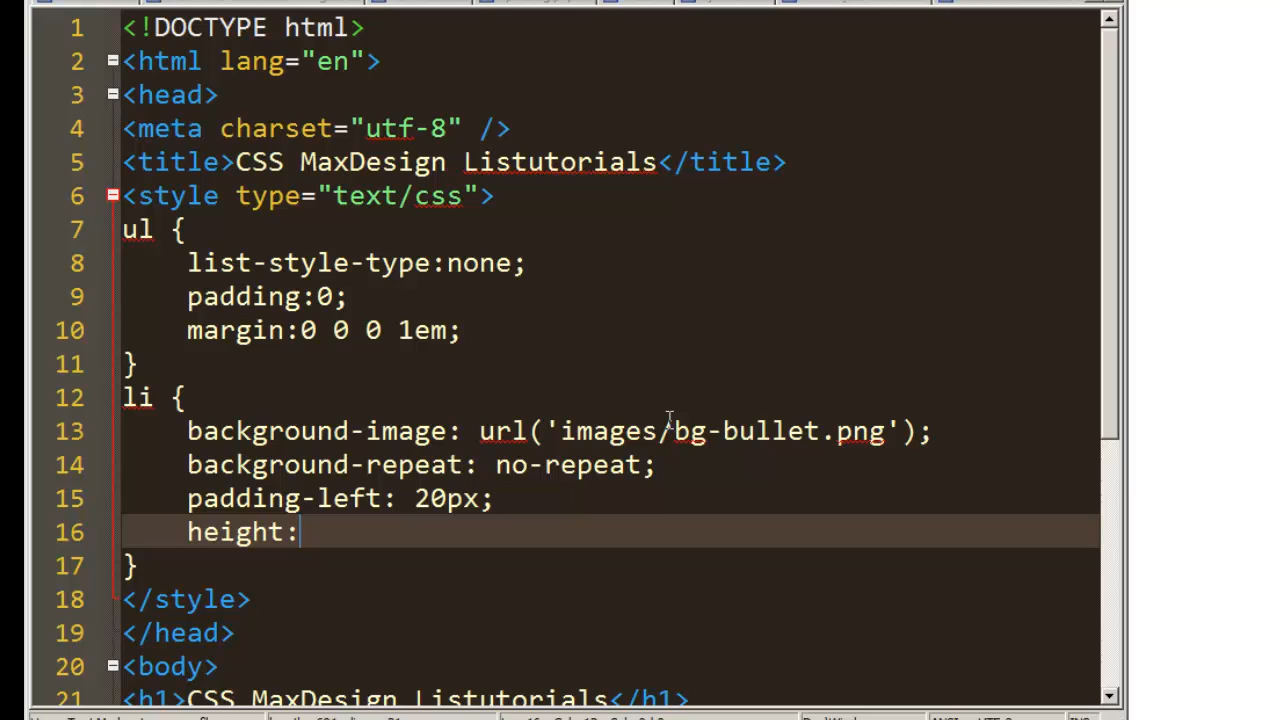 1 <!DOCTYPE html>
2 <html lang="en">
3 <head>
4 <meta charset="utf-8" />
5 <title>CSS MaxDesign Listutorials</title>
6 <style type="text/css">
7 ul {
8 list-style-type:none;
9 padding:0;
10 margin:0 0 0 1em;
11 }
12 li {
13 background-image: url('images/bg-bullet.png');
14 background-repeat: no-repeat;
15 padding-left: 20px;
16 height:
17 }
18 </style>
19 </head>
20 <body>
21 <h1>CSS MaxDesign Listutorials</h1>